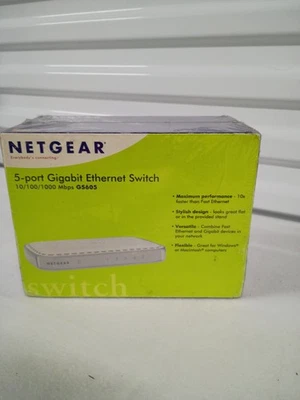 NETGEAR
Everybody's connecting.
5-port Gigabit Ethernet Switch
10/100/1000 Mbps GS605
• Maximum performance - 10x
faster than Fast Ethernet
• Stylish design - looks great flat
or in the provided stand
• Versatile - Combine Fast
Ethernet and Gigabit devices in
your network
• Flexible - Great for Windows®
or Macintosh® computers
NETGEAR
switch